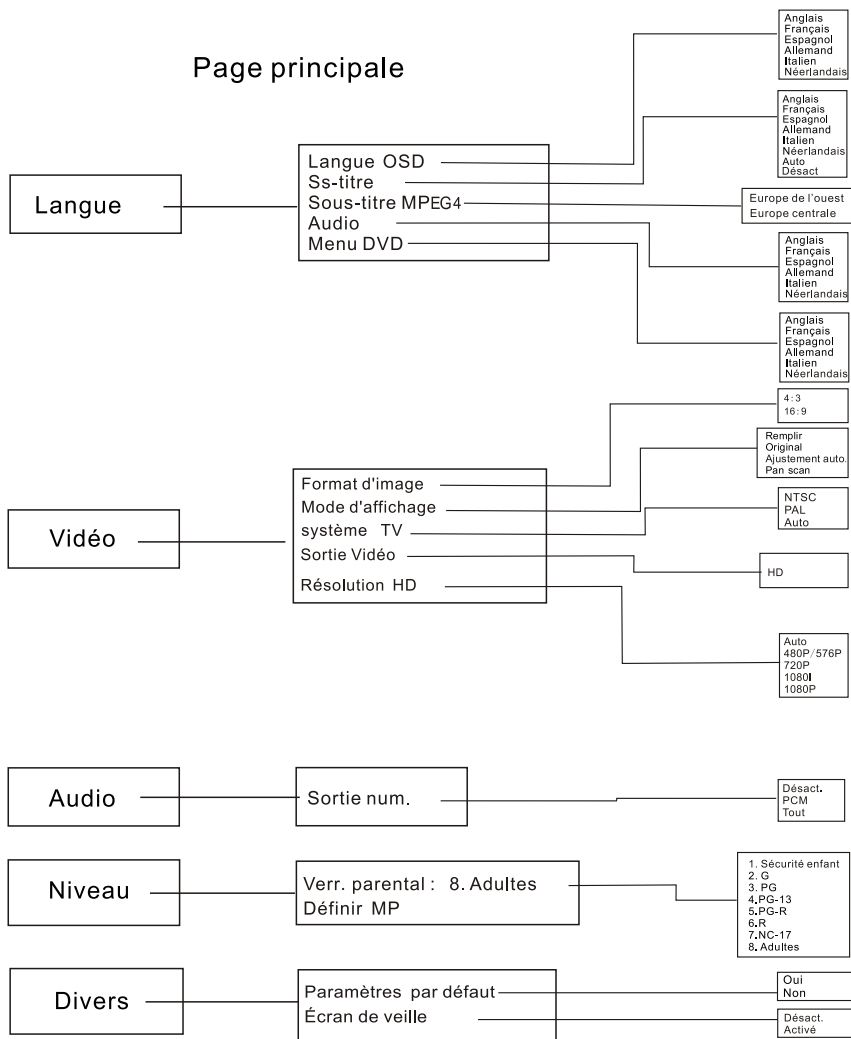 Page principale
Langue
Langue OSD
Ss-titre
Sous-titre MPEG4
Audio
Menu DVD
Anglais
Français
Espagnol
Allemand
Italien
Néerlandais
Anglais
Français
Espagnol
Allemand
Italien
Néerlandais
Auto
Désact
Europe de l'ouest
Europe centrale
Anglais
Français
Espagnol
Allemand
Italien
Néerlandais
Anglais
Français
Espagnol
Allemand
Italien
Néerlandais
Vidéo
Format d'image
Mode d'affichage
système TV
Sortie Vidéo
Résolution HD
4:3
16:9
Remplir
Original
Ajustement auto.
Pan scan
NTSC
PAL
Auto
HD
Auto
480P/576P
720P
1080I
1080P
Audio
Sortie num.
Désact.
PCM
Tout
Niveau
Verr. parental : 8. Adultes
Définir MP
1. Sécurité enfant
2. G
3. PG
4.PG-13
5.PG-R
6.R
7.NC-17
8. Adultes
Divers
Paramètres par défaut
Écran de veille
Oui
Non
Désact.
Activé